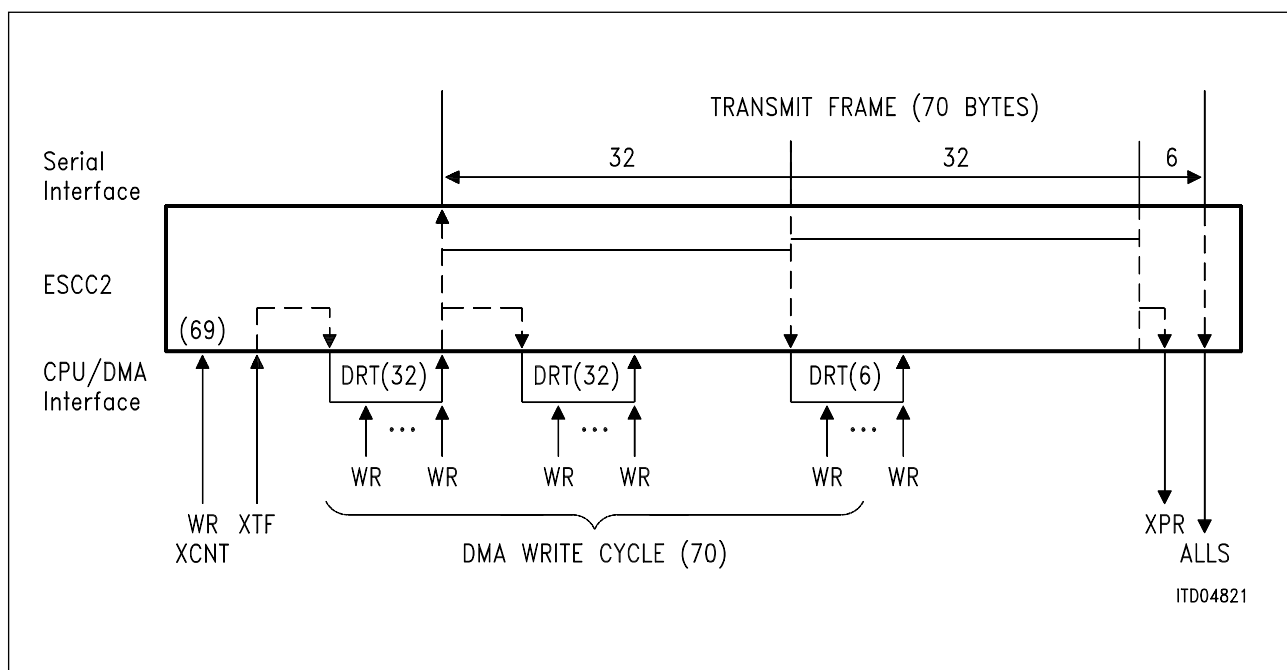 TRANSMIT FRAME (70 BYTES)
Serial
Interface
32
32
6
ESCC2
(69)
CPU/DMA
Interface
DRT(32)
DRT(32)
DRT(6)
...
...
...
WR
WR
WR
WR
WR
WR
WR
XCNT
XTF
DMA WRITE CYCLE (70)
XPR
ALLS
ITD04821